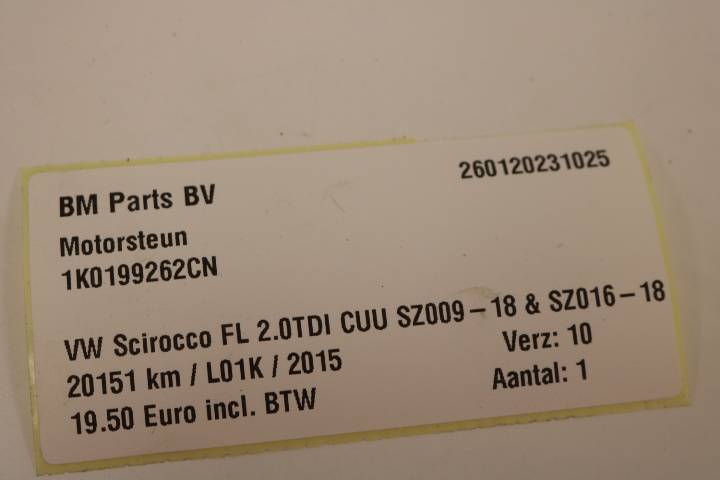 BM Parts BV 260120231025
Motorsteun
1K0199262CN
VW Scirocco FL 2.0TDI CUU SZ009-18 & SZ016-18
20151 km / L01K / 2015 Verz: 10
19.50 Euro incl. BTW Aantal: 1